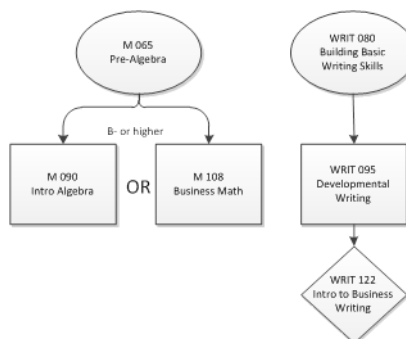 M 065
Pre-Algebra
B- or higher
M 090
Intro Algebra
OR
M 108
Business Math
WRIT 080
Building Basic
Writing Skills
WRIT 095
Developmental
Writing
WRIT 122
Intro to Business
Writing